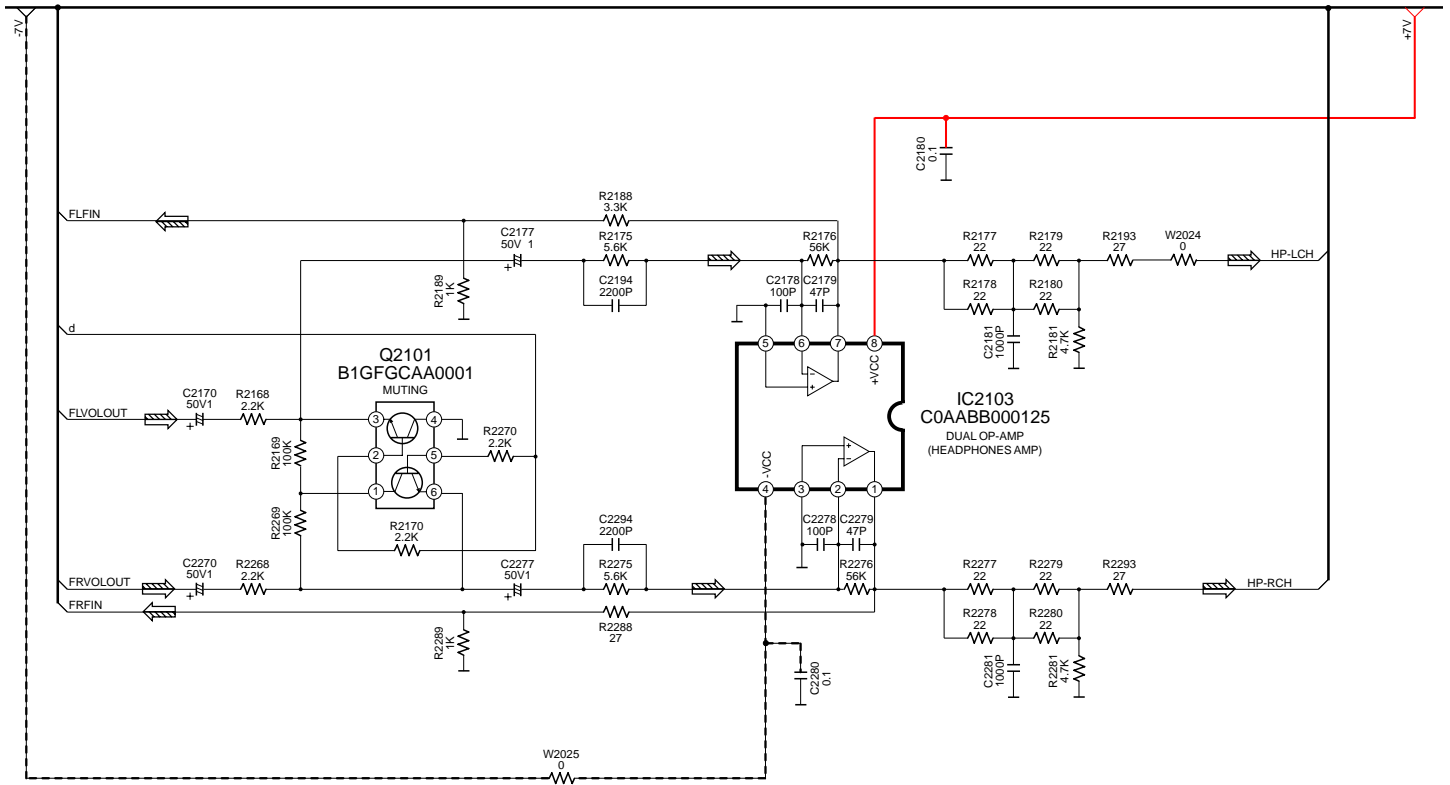 -7V
+7V
C2180
0.1
R2188
3.3K
FLFIN
C2177
50V 1
+
R2175
5.6K
R2176
56K
R2177
22
R2179
22
R2193
27
W2024
0
HP-LCH
R2189
1K
C2194
2200P
C2178
100P
C2179
47P
R2178
22
R2180
22
C2181
1000P
R2181
4.7K
d
Q2101
B1GFGCAA0001
MUTING
5
6
7
8
+VCC
−
+
IC2103
C0AABB000125
DUAL OP-AMP
(HEADPHONES AMP)
C2170
50V1
+
R2168
2.2K
FLVOLOUT
3
4
R2169
100K
2
5
R2270
2.2K
1
6
+
−
-VCC
4
3
2
1
R2269
100K
R2170
2.2K
C2294
2200P
C2278
100P
C2279
47P
C2270
50V1
+
R2268
2.2K
C2277
50V1
+
R2275
5.6K
R2276
56K
R2277
22
R2279
22
R2293
27
FRVOLOUT
HP-RCH
FRFIN
R2289
1K
R2288
27
R2278
22
R2280
22
C2281
1000P
R2281
4.7K
C2280
0.1
W2025
0